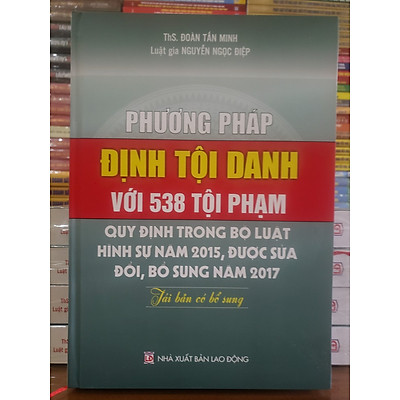 ThS. ĐOÀN TẤN MINH
Luật gia NGUYỄN NGỌC ĐIỆP
PHƯƠNG PHÁP
ĐỊNH TỘI DANH
VỚI 538 TỘI PHẠM
QUY ĐỊNH TRONG BỘ LUẬT
HÌNH SỰ NĂM 2015, ĐƯỢC SỬA
ĐỔI, BỔ SUNG NĂM 2017
Tái bản có bổ sung
NHÀ XUẤT BẢN LAO ĐỘNG